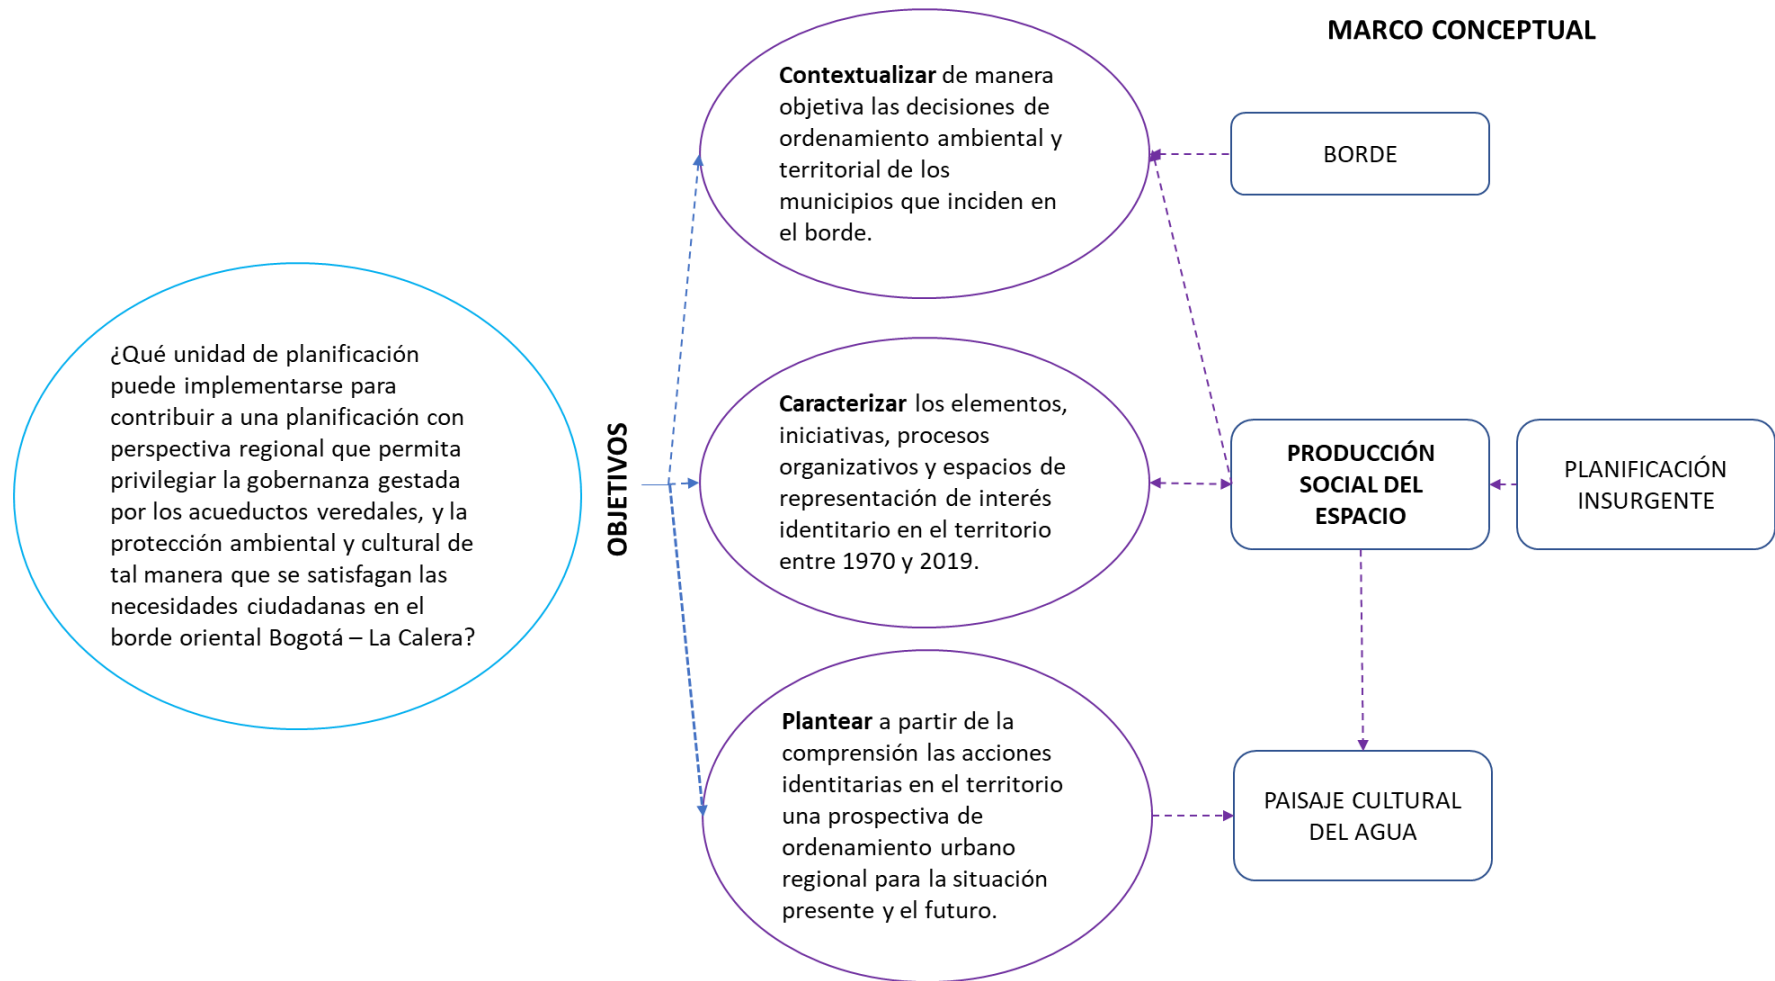 MARCO CONCEPTUAL
¿Qué unidad de planificación
puede implementarse para
contribuir a una planificación con
perspectiva regional que permita
privilegiar la gobernanza gestada
por los acueductos veredales, y la
protección ambiental y cultural de
tal manera que se satisfagan las
necesidades ciudadanas en el
borde oriental Bogotá – La Calera?
OBJETIVOS
Contextualizar de manera
objetiva las decisiones de
ordenamiento ambiental y
territorial de los
municipios que inciden en
el borde.
Caracterizar los elementos,
iniciativas, procesos
organizativos y espacios de
representación de interés
identitario en el territorio
entre 1970 y 2019.
Plantear a partir de la
comprensión las acciones
identitarias en el territorio
una prospectiva de
ordenamiento urbano
regional para la situación
presente y el futuro.
BORDE
PRODUCCIÓN
SOCIAL DEL
ESPACIO
PLANIFICACIÓN
INSURGENTE
PAISAJE CULTURAL
DEL AGUA